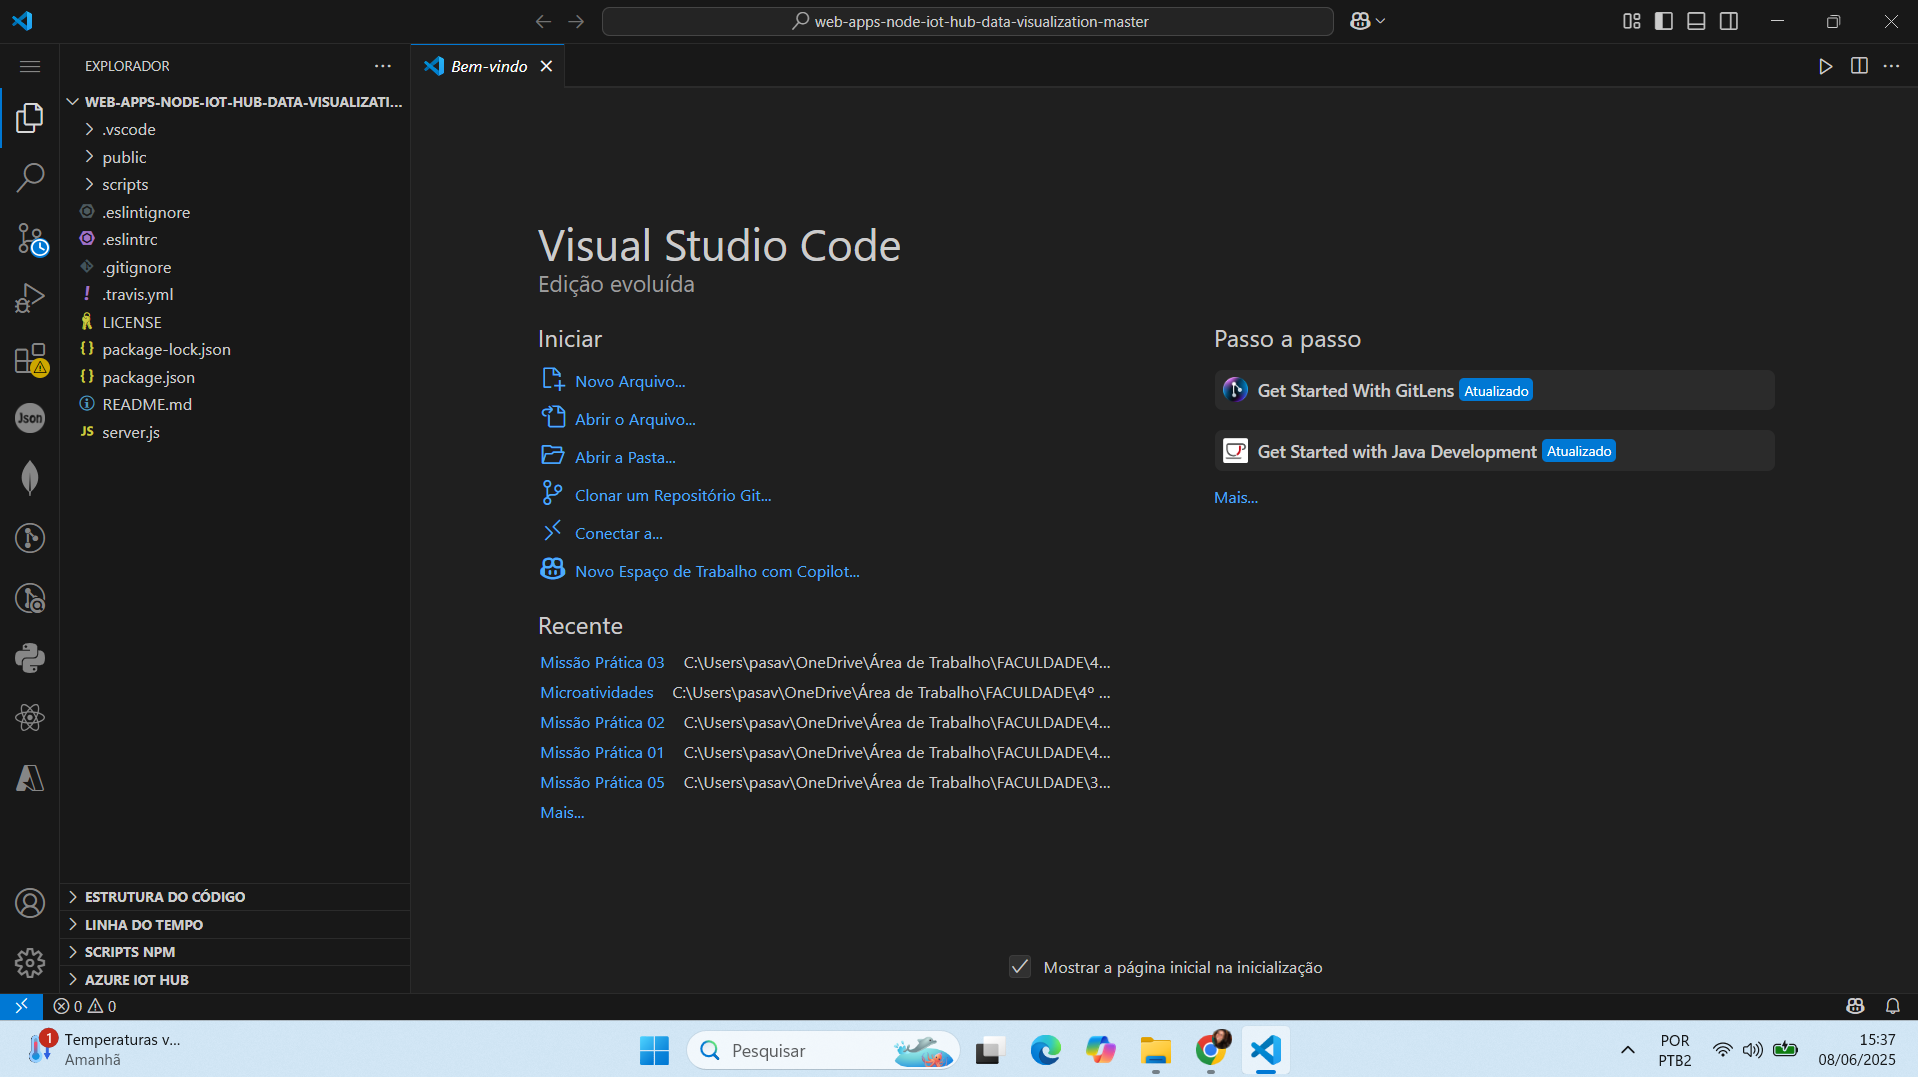 web-apps-node-iot-hub-data-visualization-master
EXPLORADOR
Bem-vindo
WEB-APPS-NODE-IOT-HUB-DATA-VISUALIZATI...
.vscode
public
scripts
.eslintignore
.eslintrc
.gitignore
.travis.yml
LICENSE
package-lock.json
package.json
README.md
JS server.js
Json
ESTRUTURA DO CÓDIGO
LINHA DO TEMPO
SCRIPTS NPM
AZURE IOT HUB
Visual Studio Code
Edição evoluída
Iniciar
Novo Arquivo...
Abrir o Arquivo...
Abrir a Pasta...
Clonar um Repositório Git...
Conectar a...
Novo Espaço de Trabalho com Copilot...
Recente
Missão Prática 03 C:\Users\pasav\OneDrive\Área de Trabalho\FACULDADE\4...
Microatividades C:\Users\pasav\OneDrive\Área de Trabalho\FACULDADE\4º ...
Missão Prática 02 C:\Users\pasav\OneDrive\Área de Trabalho\FACULDADE\4...
Missão Prática 01 C:\Users\pasav\OneDrive\Área de Trabalho\FACULDADE\4...
Missão Prática 05 C:\Users\pasav\OneDrive\Área de Trabalho\FACULDADE\3...
Mais...
Passo a passo
Get Started With GitLens Atualizado
Get Started with Java Development Atualizado
Mais...
Mostrar a página inicial na inicialização
0 0
1
Temperaturas v...
Amanhã
Pesquisar
POR
PTB2
15:37
08/06/2025